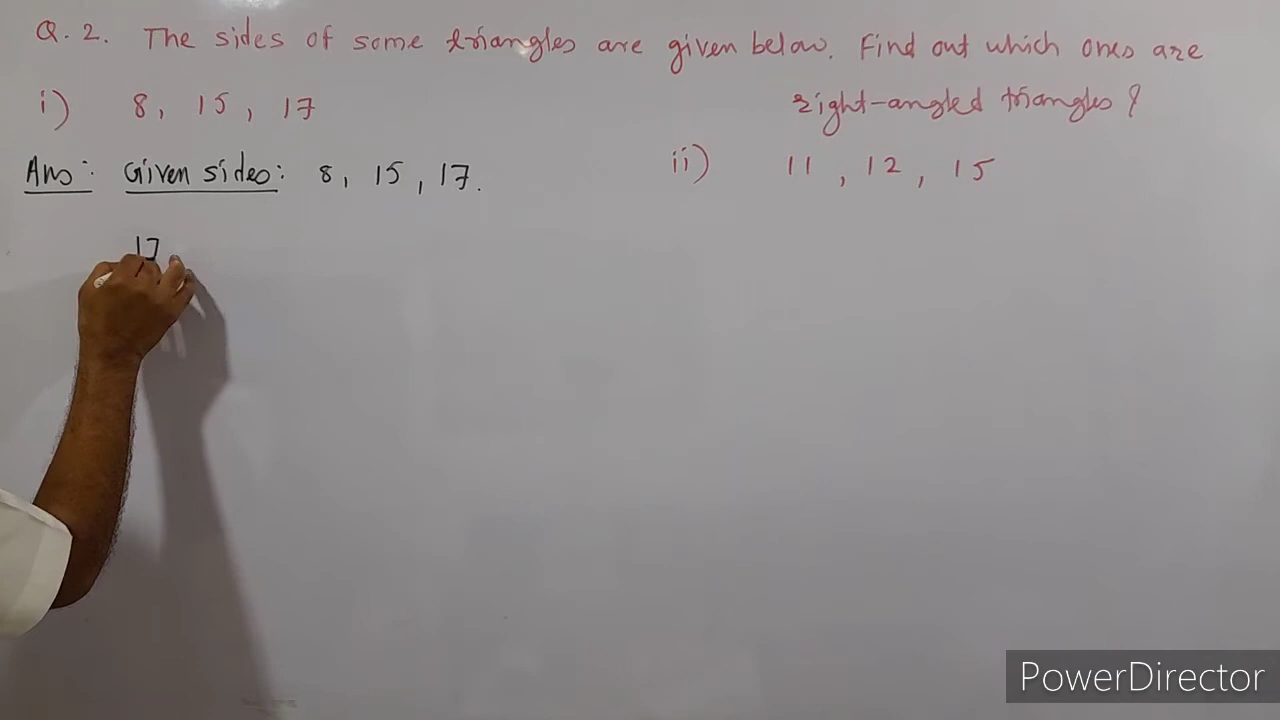 Q. 2. The sides of some triangles are given below. Find out which ones are
right-angled triangles ?
i) 8, 15, 17
Ans: Given sides: 8, 15, 17.
17
ii) 11, 12, 15
PowerDirector